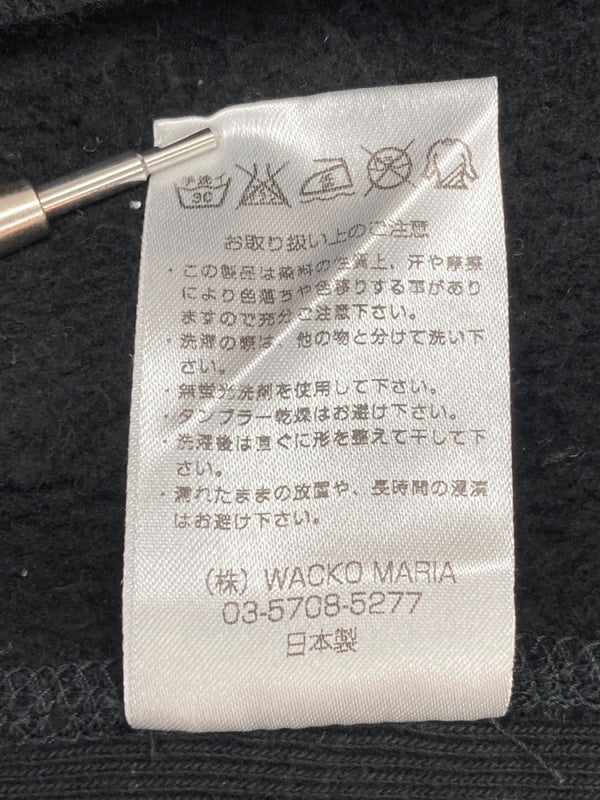 手洗イ
30
お取り扱い上のご注意
・この製品は染料の性質上，汗や摩擦
により色落ちや色移りする事があり
ますので充分ご注意下さい。
・洗濯の際は、他の物と分けて洗い下
さい。
・無蛍光洗剤を使用して下さい。
・タンブラー乾燥はお避け下さい。
・洗濯後は直ぐに形を整えて干して下
さい。
・濡れたままの放置や、長時間の浸漬
はお避け下さい。
（株）WACKO MARIA
03-5708-5277
日本製